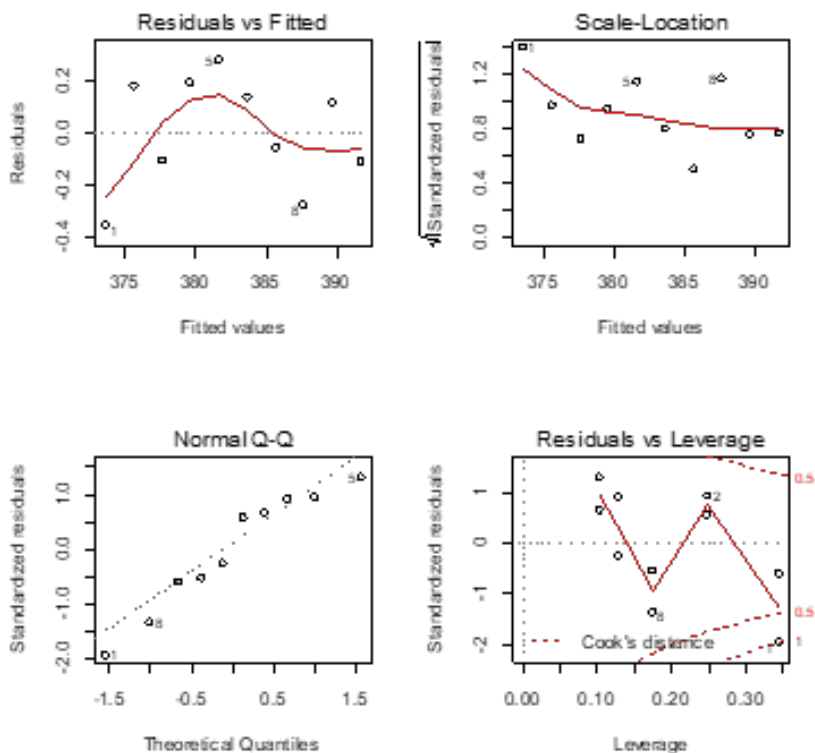 Residuals vs Fitted
Residuals
0.2
0.0
-0.2
-0.4
5
8
1
375 380 385 390
Fitted values
Scale-Location
√|Standardized residuals|
1.2
0.8
0.4
0.0
1
5
8
375 380 385 390
Fitted values
Normal Q-Q
Standardized residuals
1.0
0.0
-1.0
-2.0
5
8
1
-1.5 -0.5 0.5 1.5
Theoretical Quantiles
Residuals vs Leverage
Standardized residuals
1
0
-1
-2
2
8
1
0.5
0.5
1
Cook's distance
0.00 0.10 0.20 0.30
Leverage